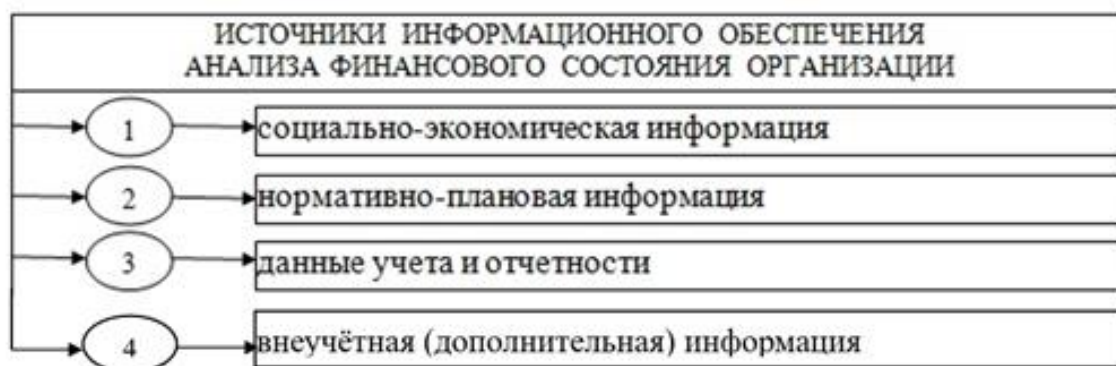 ИСТОЧНИКИ ИНФОРМАЦИОННОГО ОБЕСПЕЧЕНИЯ
АНАЛИЗА ФИНАНСОВОГО СОСТОЯНИЯ ОРГАНИЗАЦИИ
1 социально-экономическая информация
2 нормативно-плановая информация
3 данные учета и отчетности
4 внеучётная (дополнительная) информация